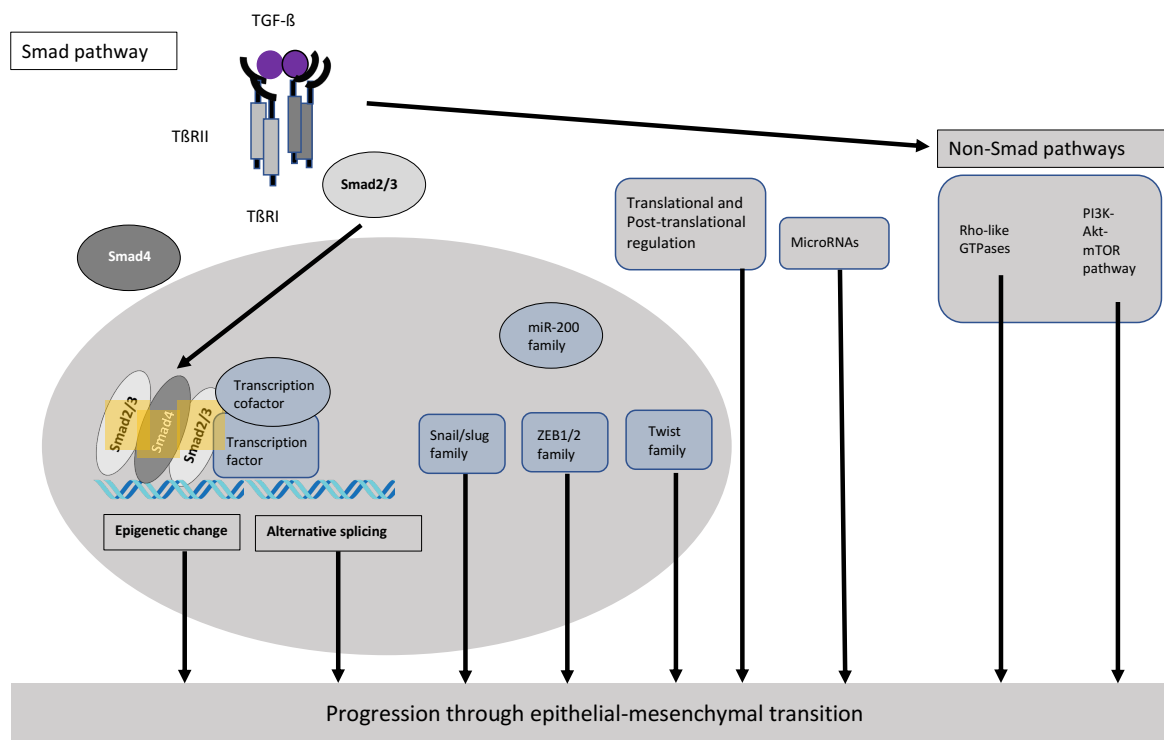 TGF-ß
Smad pathway
TßRII
Non-Smad pathways
Smad2/3
TßRI
Translational and
Post-translational
regulation
MicroRNAs
Rho-like
GTPases
PI3K-
Akt-
mTOR
pathway
Smad4
miR-200
family
Smad2/3
Smad4
Smad2/3
Transcription
cofactor
Transcription
factor
Snail/slug
family
ZEB1/2
family
Twist
family
Epigenetic change
Alternative splicing
Progression through epithelial-mesenchymal transition